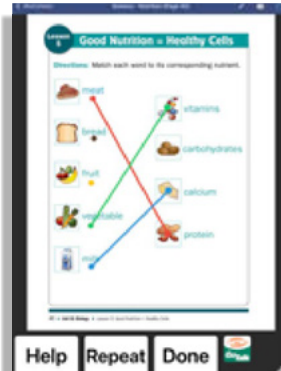 Lesson
5
Good Nutrition = Healthy Cells
Directions: Match each word to its corresponding nutrient.
meat
vitamins
bread
carbohydrates
fruit
calcium
vegetable
protein
milk
Help
Repeat
Done